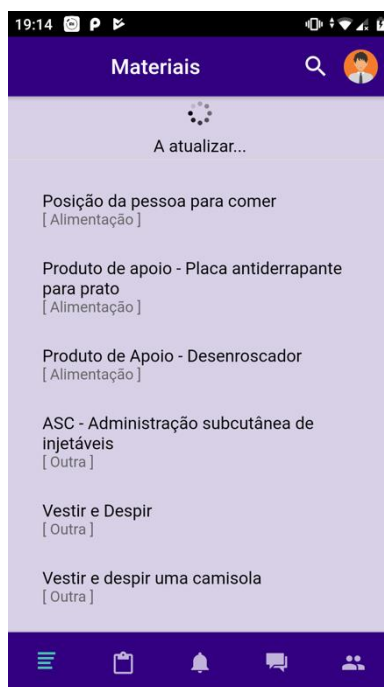 19:14
Materiais
A atualizar...
Posição da pessoa para comer
[ Alimentação ]
Produto de apoio - Placa antiderrapante
para prato
[ Alimentação ]
Produto de Apoio - Desenroscador
[ Alimentação ]
ASC - Administração subcutânea de
injetáveis
[ Outra ]
Vestir e Despir
[ Outra ]
Vestir e despir uma camisola
[ Outra ]